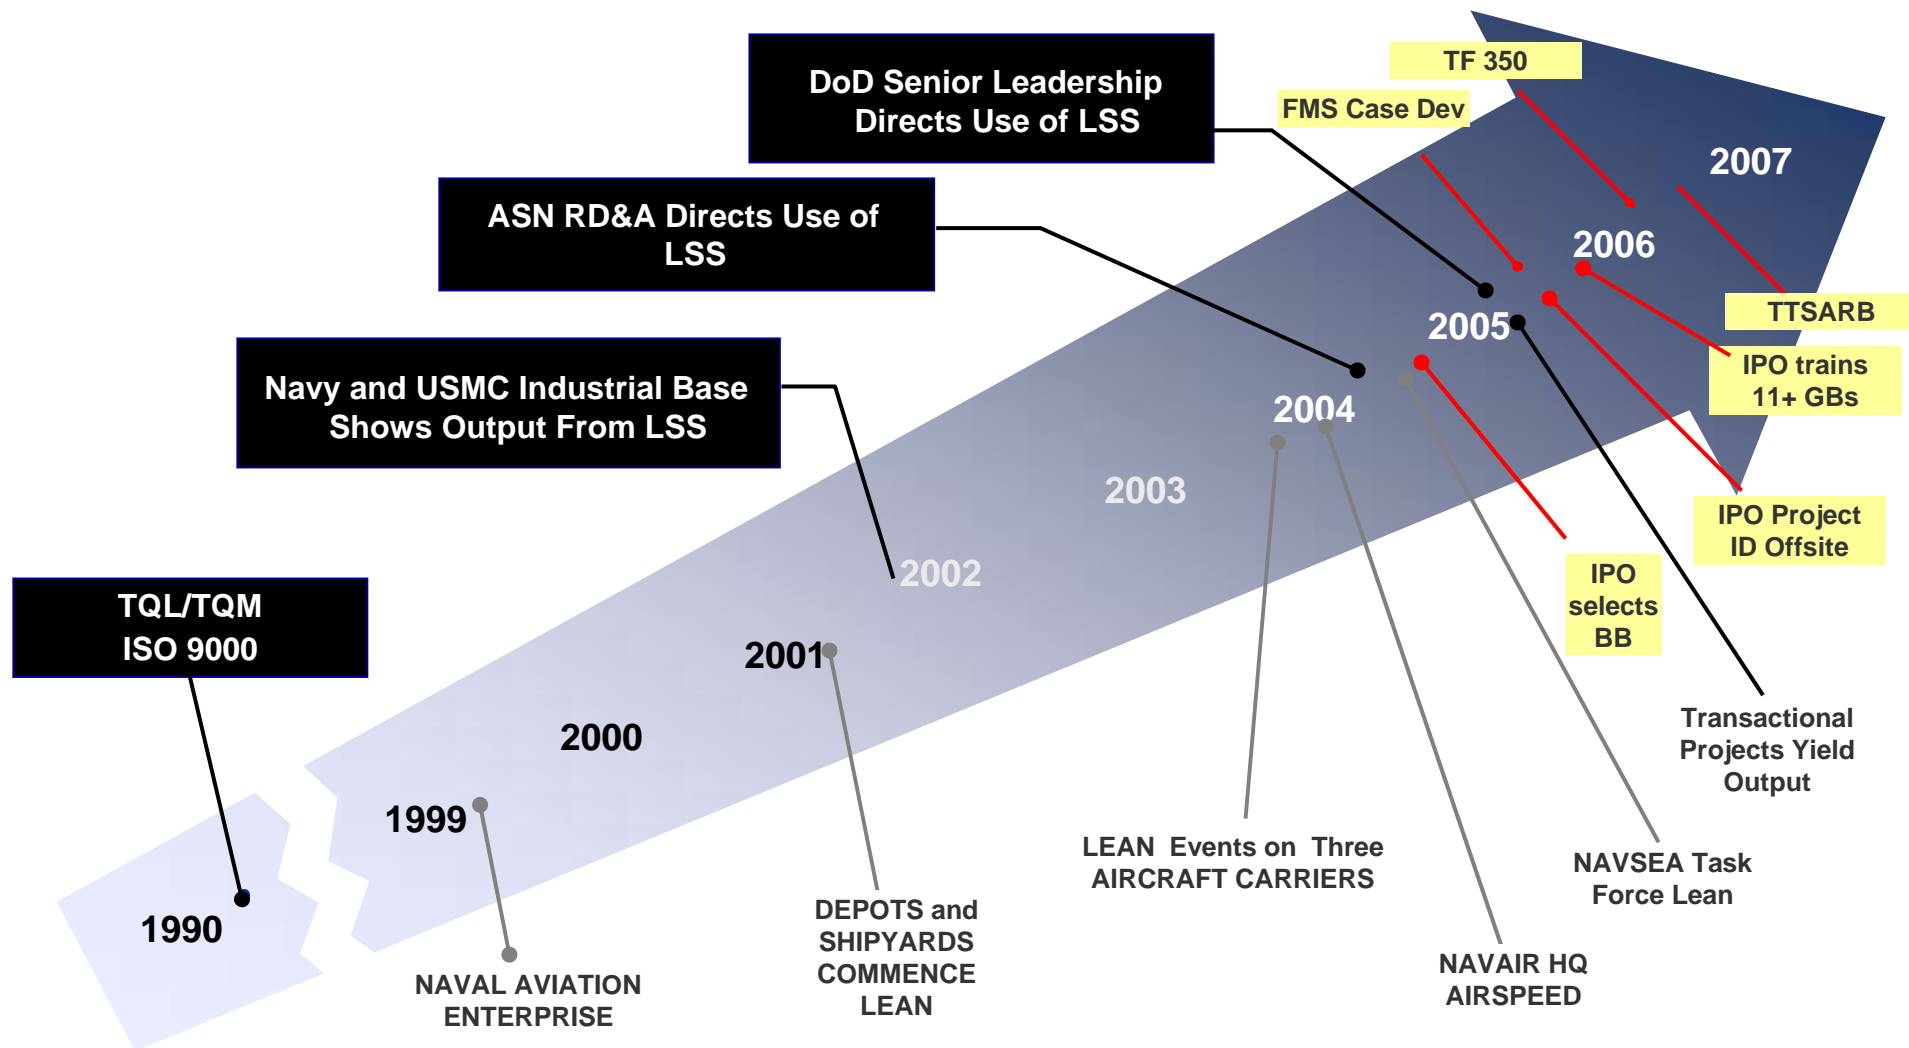 TF 350
DoD Senior Leadership
Directs Use of LSS
FMS Case Dev
2007
ASN RD&A Directs Use of
LSS
2006
TTSARB
2005
IPO trains
11+ GBs
Navy and USMC Industrial Base
Shows Output From LSS
2004
2003
IPO Project
ID Offsite
2002
IPO
selects
BB
TQL/TQM
ISO 9000
2001
2000
Transactional
Projects Yield
Output
1999
LEAN Events on Three
AIRCRAFT CARRIERS
NAVSEA Task
Force Lean
1990
DEPOTS and
SHIPYARDS
COMMENCE
LEAN
NAVAIR HQ
AIRSPEED
NAVAL AVIATION
ENTERPRISE